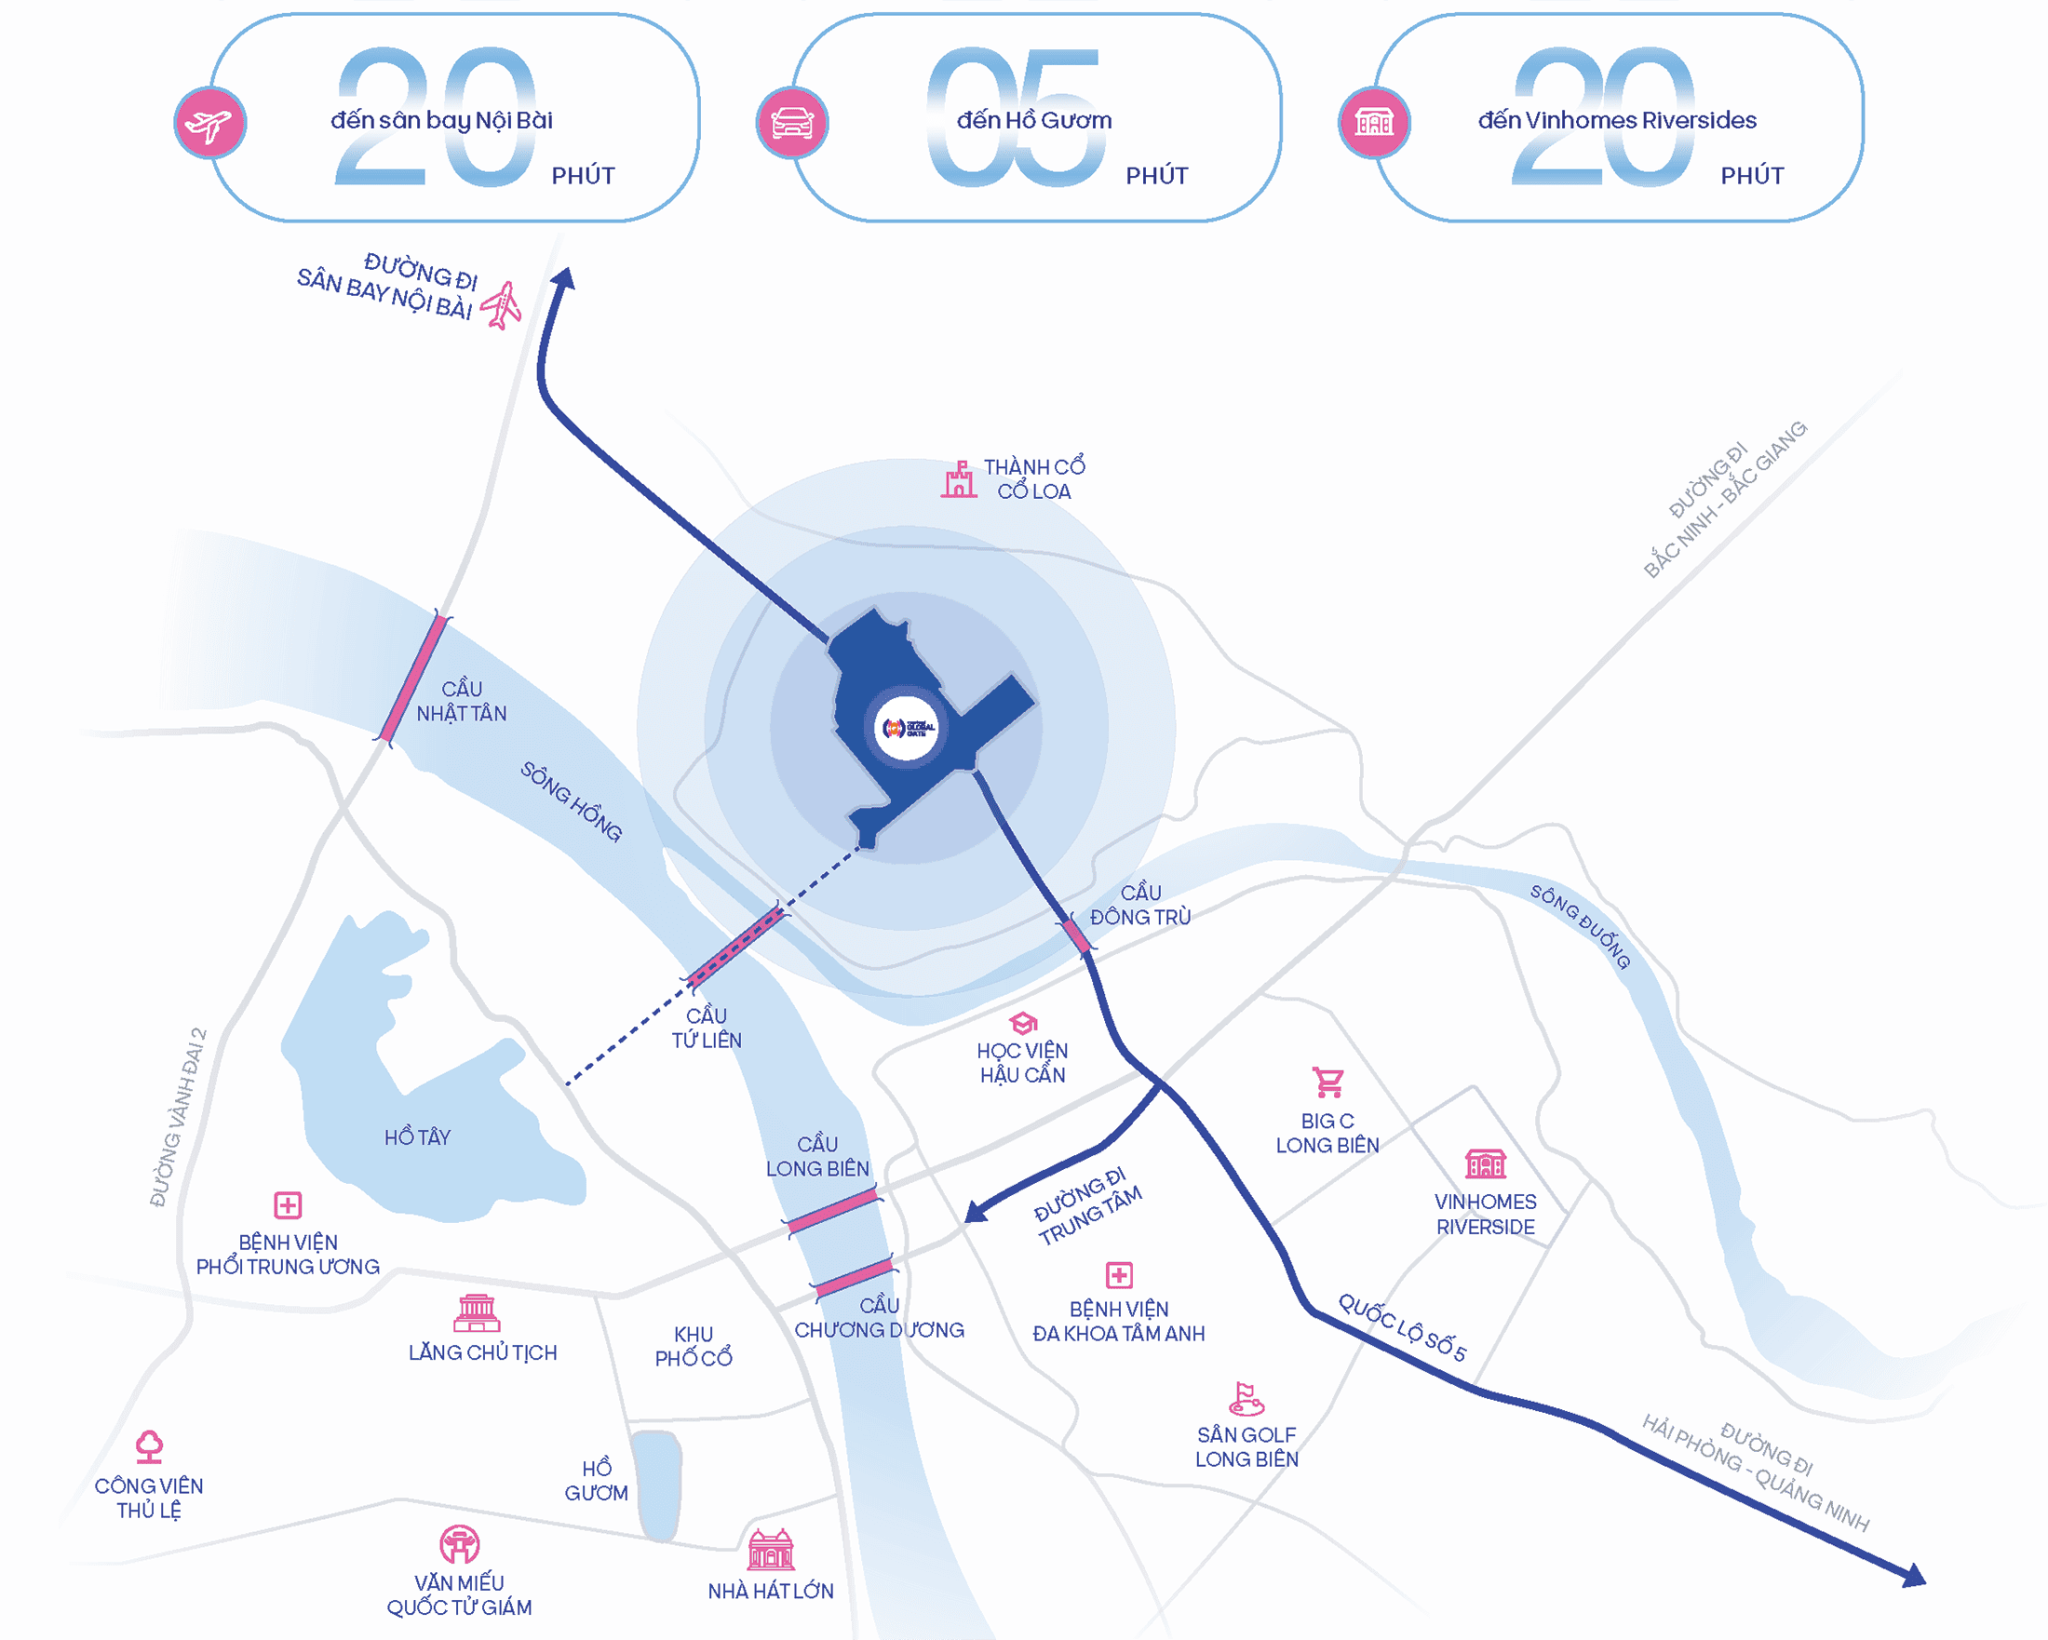 20
đến sân bay Nội Bài
PHÚT
05
đến Hồ Gươm
PHÚT
20
đến Vinhomes Riversides
PHÚT
ĐƯỜNG ĐI
SÂN BAY NỘI BÀI
THÀNH CỔ
CỔ LOA
ĐƯỜNG ĐI
BẮC NINH - BẮC GIANG
CẦU
NHẬT TÂN
SÔNG HỒNG
GLOBAL
GATE
CẦU
ĐÔNG TRÙ
SÔNG ĐUỐNG
CẦU
TỨ LIÊN
HỌC VIỆN
HẬU CẦN
ĐƯỜNG VÀNH ĐAI 2
HỒ TÂY
BIG C
LONG BIÊN
CẦU
LONG BIÊN
ĐƯỜNG ĐI
TRUNG TÂM
VINHOMES
RIVERSIDE
BỆNH VIỆN
PHỔI TRUNG ƯƠNG
CẦU
CHƯƠNG DƯƠNG
BỆNH VIỆN
ĐA KHOA TÂM ANH
QUỐC LỘ SỐ 5
LĂNG CHỦ TỊCH
KHU
PHỐ CỔ
SÂN GOLF
LONG BIÊN
ĐƯỜNG ĐI
HẢI PHÒNG - QUẢNG NINH
CÔNG VIÊN
THỦ LỆ
HỒ
GƯƠM
VĂN MIẾU
QUỐC TỬ GIÁM
NHÀ HÁT LỚN